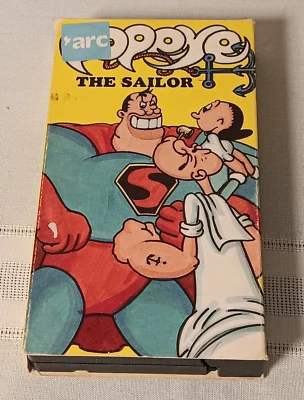 arc
Popeye
THE SAILOR
S